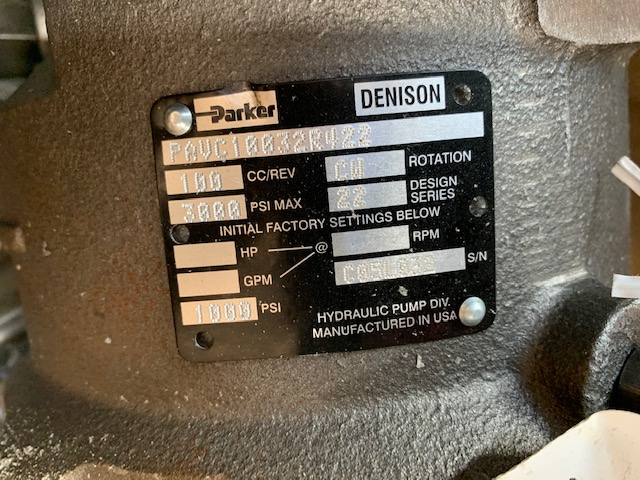 Parker DENISON
PAVC10032R422
100 CC/REV CW ROTATION
3000 PSI MAX 22 DESIGN SERIES
INITIAL FACTORY SETTINGS BELOW
HP @ RPM
GPM S/N
1000 PSI
HYDRAULIC PUMP DIV.
MANUFACTURED IN USA